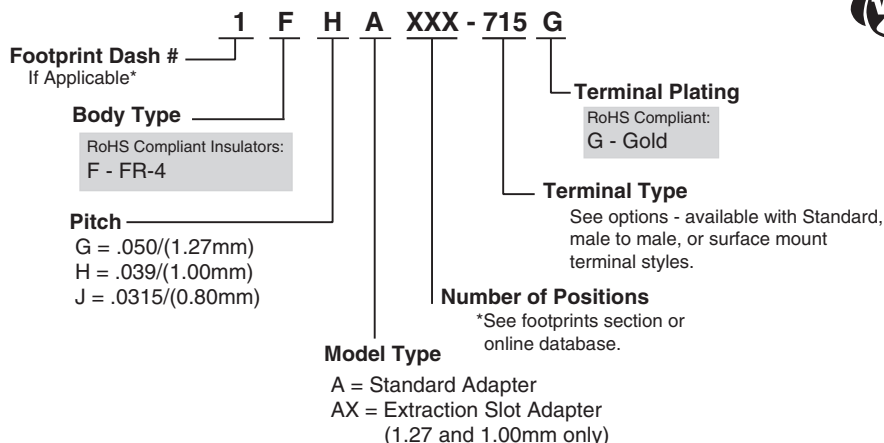 1 F H A XXX - 715 G
Footprint Dash #
If Applicable*
Body Type
RoHS Compliant Insulators:
F - FR-4
Pitch
G = .050/(1.27mm)
H = .039/(1.00mm)
J = .0315/(0.80mm)
Model Type
A = Standard Adapter
AX = Extraction Slot Adapter
(1.27 and 1.00mm only)
Number of Positions
*See footprints section or
online database.
Terminal Type
See options - available with Standard,
male to male, or surface mount
terminal styles.
Terminal Plating
RoHS Compliant:
G - Gold